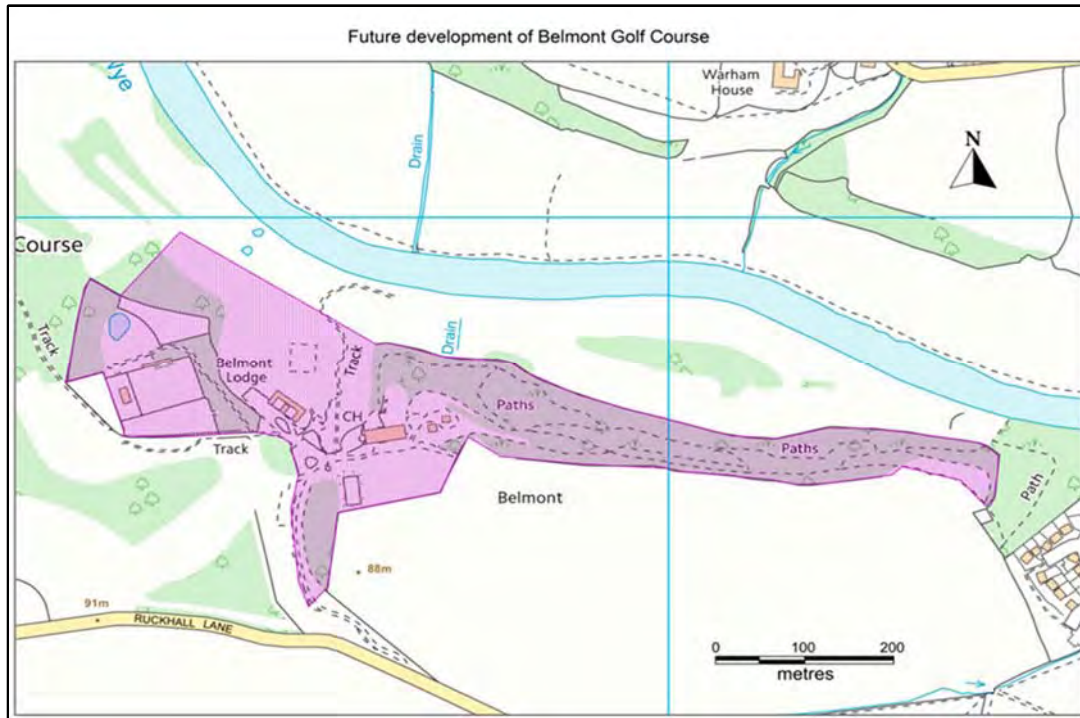 Future development of Belmont Golf Course
Wye
Warham
House
Drain
N
Course
Track
Belmont
Lodge
Track
Drain
CH
Paths
Paths
Track
Belmont
Path
88m
91m
RUCKHALL LANE
0 100 200
metres